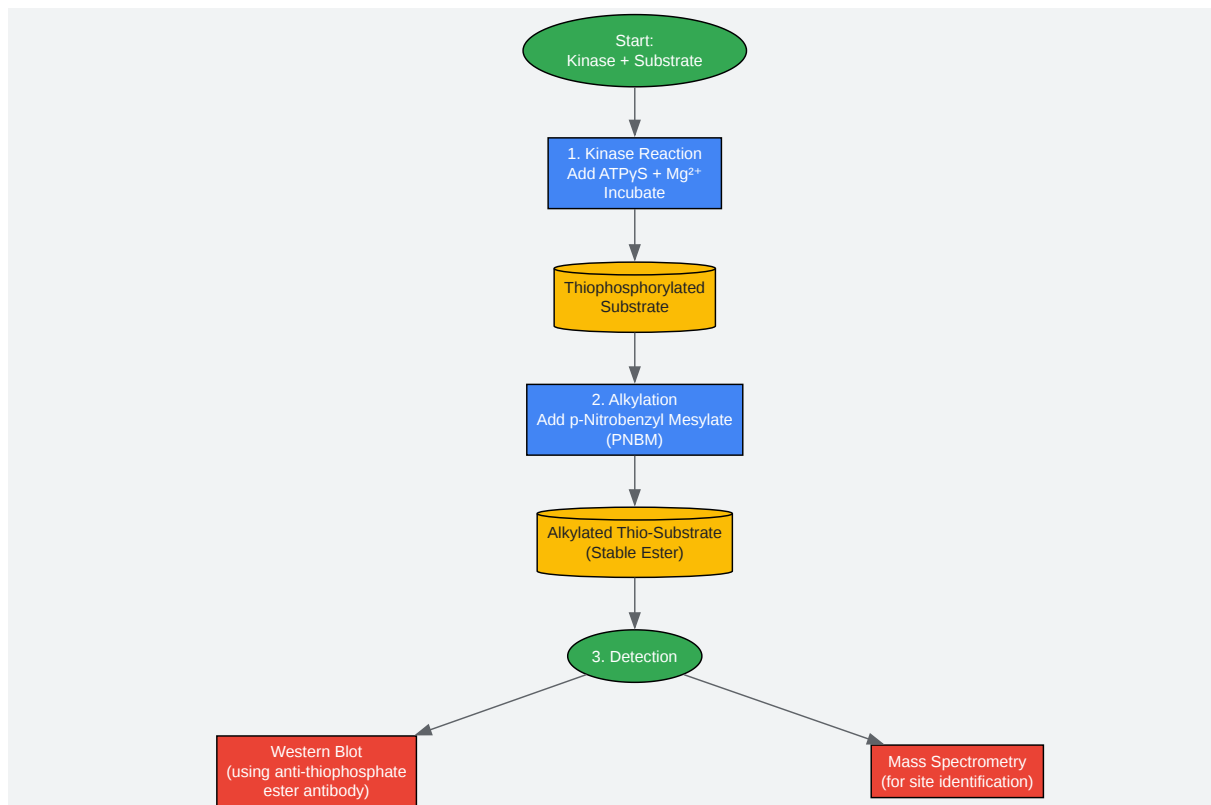 Start:
Kinase + Substrate
1. Kinase Reaction
Add ATPγS + Mg²⁺
Incubate
Thiophosphorylated
Substrate
2. Alkylation
Add p-Nitrobenzyl Mesylate
(PNBM)
Alkylated Thio-Substrate
(Stable Ester)
3. Detection
Western Blot
(using anti-thiophosphate
ester antibody)
Mass Spectrometry
(for site identification)